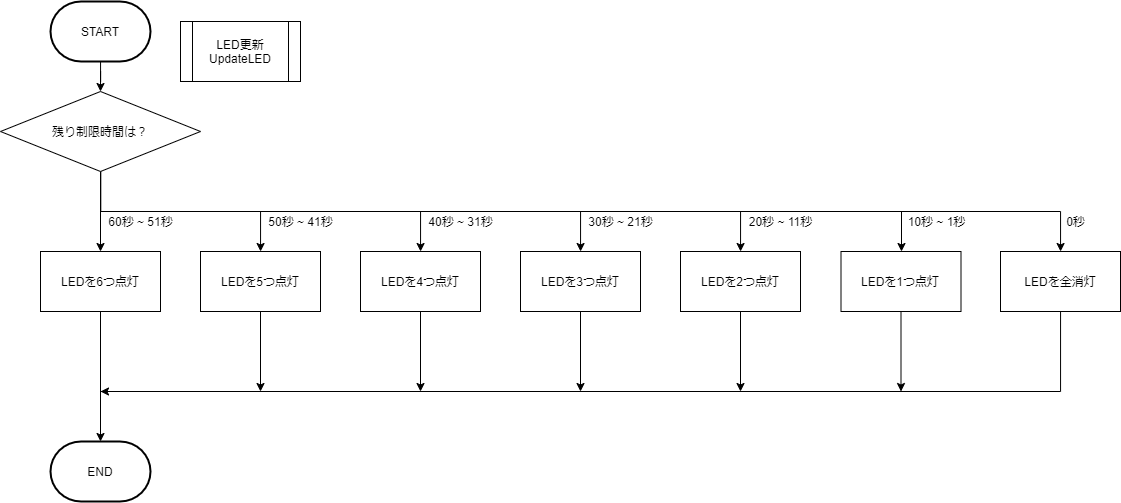 START
LED更新
UpdateLED
残り制限時間は？
60秒 ~ 51秒
50秒 ~ 41秒
40秒 ~ 31秒
30秒 ~ 21秒
20秒 ~ 11秒
10秒 ~ 1秒
0秒
LEDを6つ点灯
LEDを5つ点灯
LEDを4つ点灯
LEDを3つ点灯
LEDを2つ点灯
LEDを1つ点灯
LEDを全消灯
END